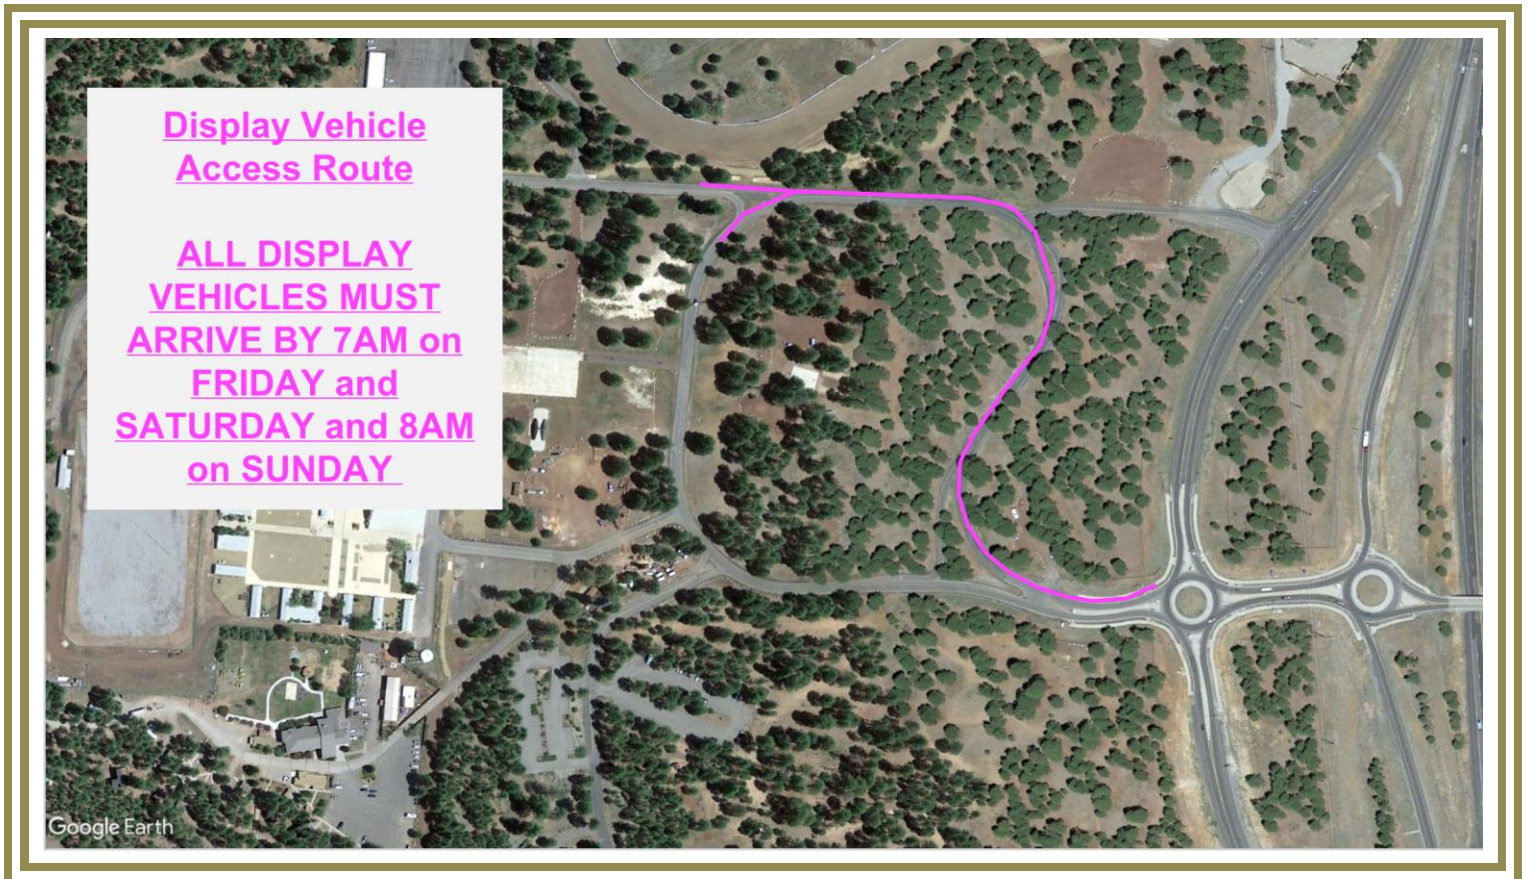 Display Vehicle
Access Route
ALL DISPLAY
VEHICLES MUST
ARRIVE BY 7AM on
FRIDAY and
SATURDAY and 8AM
on SUNDAY
Google Earth